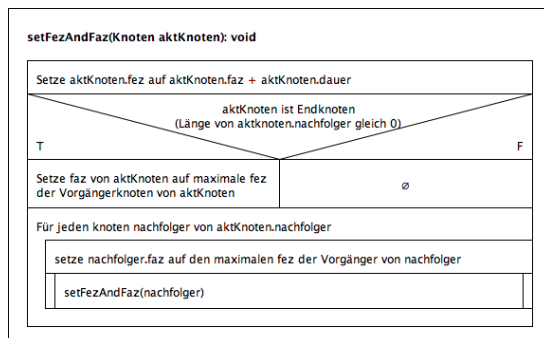 setFezAndFaz(Knoten aktKnoten): void
Setze aktKnoten.fez auf aktKnoten.faz + aktKnoten.dauer
aktKnoten ist Endknoten
(Länge von aktknoten.nachfolger gleich 0)
T
F
Setze faz von aktKnoten auf maximale fez
der Vorgängerknoten von aktKnoten
∅
Für jeden knoten nachfolger von aktKnoten.nachfolger
setze nachfolger.faz auf den maximalen fez der Vorgänger von nachfolger
setFezAndFaz(nachfolger)